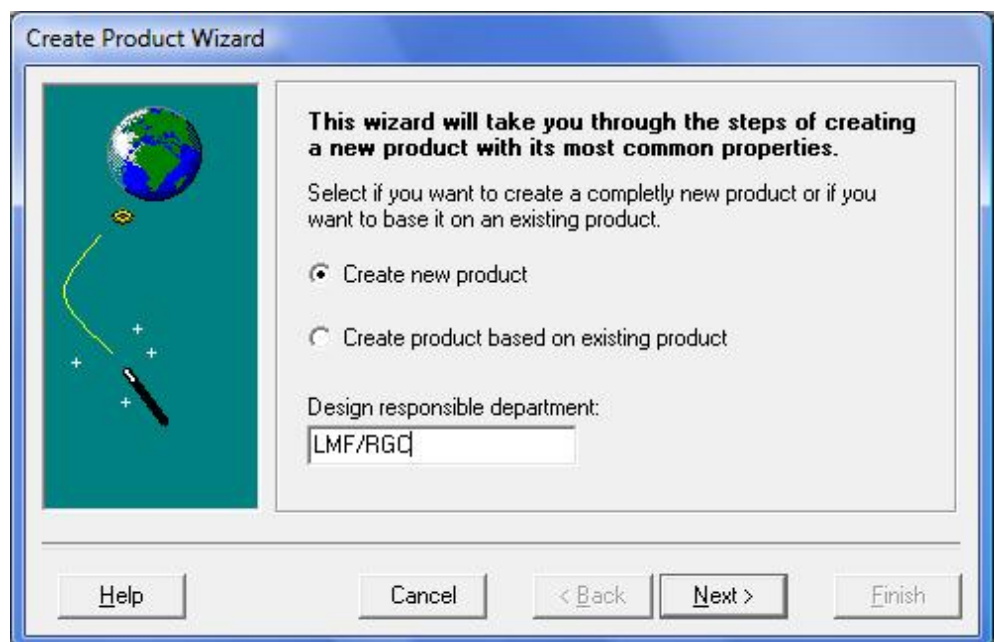 Create Product Wizard
This wizard will take you through the steps of creating
a new product with its most common properties.
Select if you want to create a completly new product or if you
want to base it on an existing product.
Create new product
Create product based on existing product
Design responsible department:
LMF/RGC
Help
Cancel
< Back
Next >
Finish